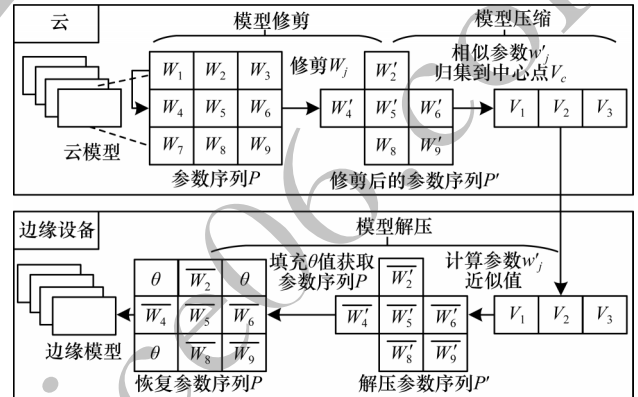 云
模型修剪
模型压缩
相似参数w′j
归集到中心点Vc
修剪Wj
W1 W2 W3
W4 W5 W6
W7 W8 W9
W′2
W′4 W′5 W′6
W8 W′9
V1 V2 V3
云模型
参数序列P
修剪后的参数序列P′
边缘设备
模型解压
填充θ值获取
参数序列P
计算参数w′j
近似值
θ W̅2 θ
W̅4 W̅5 W6
θ W̅8 W̅9
W̅′2
W̅′4 W̅′5 W̅′6
W̅′8 W̅′9
V1 V2 V3
边缘模型
恢复参数序列P
解压参数序列P′